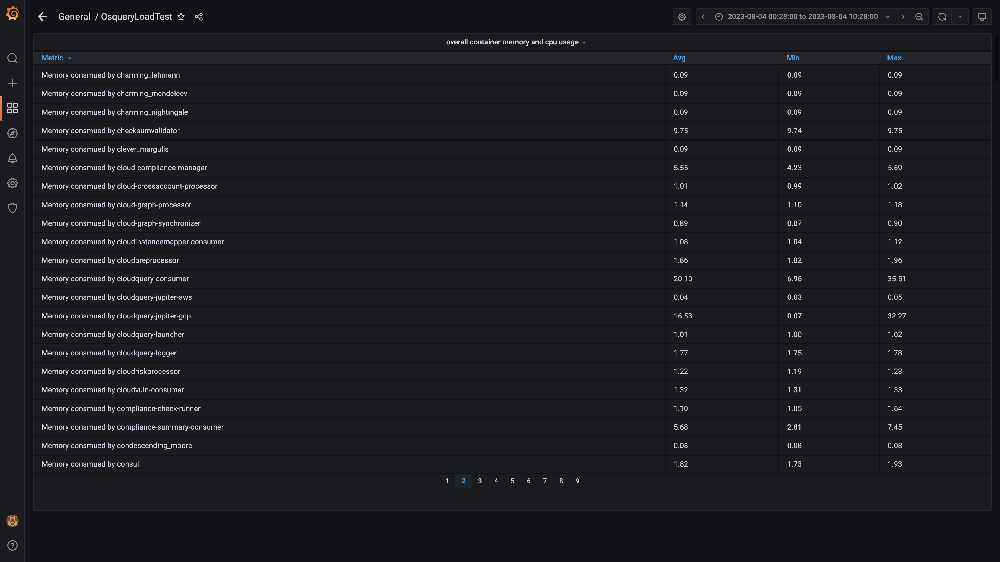 General / OsqueryLoadTest
2023-08-04 00:28:00 to 2023-08-04 10:28:00
overall container memory and cpu usage
Metric Avg Min Max
Memory consmued by charming_lehmann 0.09 0.09 0.09
Memory consmued by charming_mendeleev 0.09 0.09 0.09
Memory consmued by charming_nightingale 0.09 0.09 0.09
Memory consmued by checksumvalidator 9.75 9.74 9.75
Memory consmued by clever_margulis 0.09 0.09 0.09
Memory consmued by cloud-compliance-manager 5.55 4.23 5.69
Memory consmued by cloud-crossaccount-processor 1.01 0.99 1.02
Memory consmued by cloud-graph-processor 1.14 1.10 1.18
Memory consmued by cloud-graph-synchronizer 0.89 0.87 0.90
Memory consmued by cloudinstancemapper-consumer 1.08 1.04 1.12
Memory consmued by cloudpreprocessor 1.86 1.82 1.96
Memory consmued by cloudquery-consumer 20.10 6.96 35.51
Memory consmued by cloudquery-jupiter-aws 0.04 0.03 0.05
Memory consmued by cloudquery-jupiter-gcp 16.53 0.07 32.27
Memory consmued by cloudquery-launcher 1.01 1.00 1.02
Memory consmued by cloudquery-logger 1.77 1.75 1.78
Memory consmued by cloudriskprocessor 1.22 1.19 1.23
Memory consmued by cloudvuln-consumer 1.32 1.31 1.33
Memory consmued by compliance-check-runner 1.10 1.05 1.64
Memory consmued by compliance-summary-consumer 5.68 2.81 7.45
Memory consmued by condescending_moore 0.08 0.08 0.08
Memory consmued by consul 1.82 1.73 1.93
1 2 3 4 5 6 7 8 9